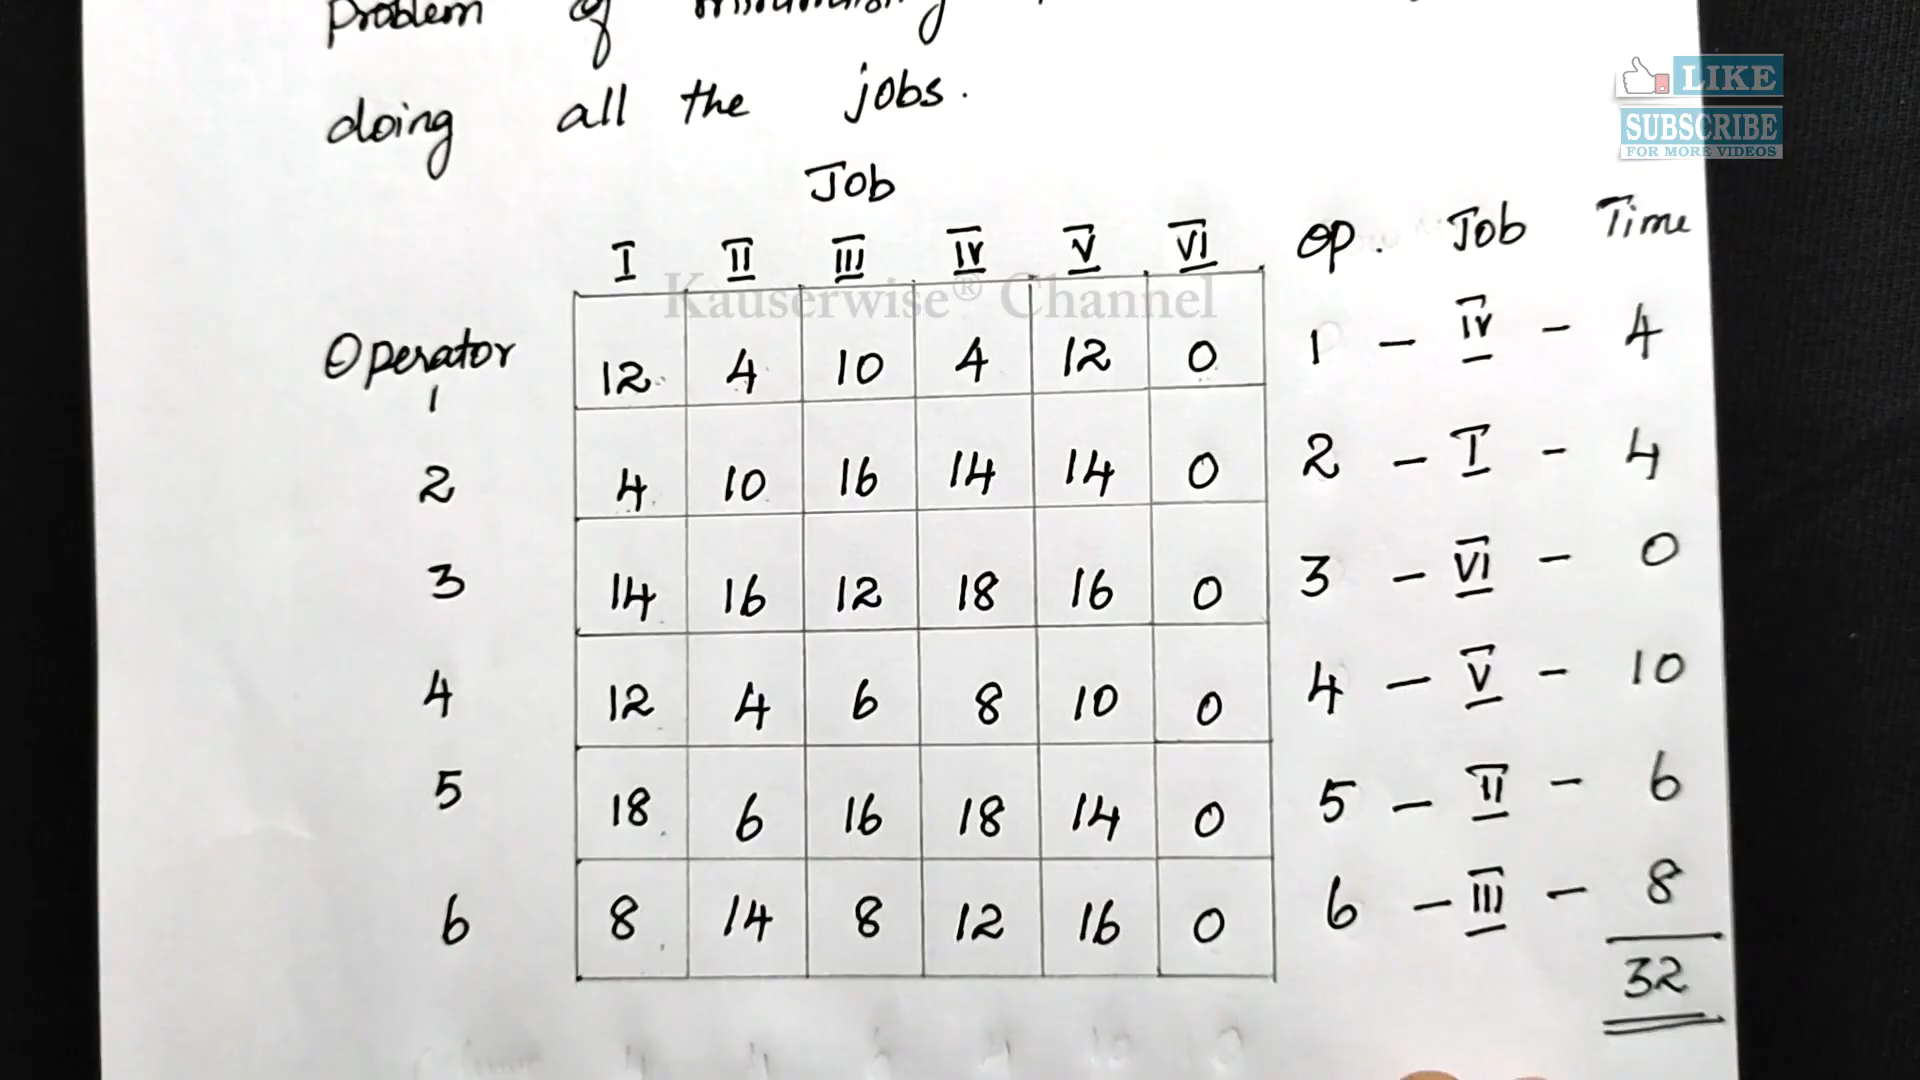 Problem of
doing all the jobs.
LIKE
SUBSCRIBE
FOR MORE VIDEOS
Job
I II III IV V VI Op. Job Time
Kauserwise® Channel
Operator
1 12 4 10 4 12 0 1 - IV - 4
2 4 10 16 14 14 0 2 - I - 4
3 14 16 12 18 16 0 3 - VI - 0
4 12 4 6 8 10 0 4 - V - 10
5 18 6 16 18 14 0 5 - II - 6
6 8 14 8 12 16 0 6 - III - 8
32